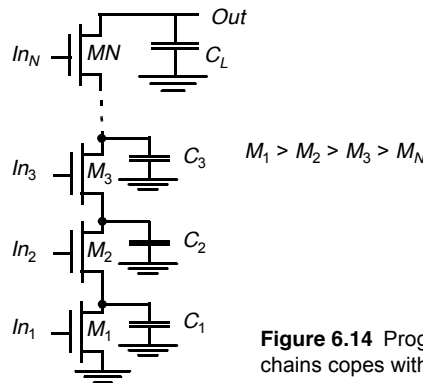 Out
In_N
MN
C_L
In_3
M_3
C_3
M_1 > M_2 > M_3 > M_N
In_2
M_2
C_2
In_1
M_1
C_1
Figure 6.14 Prog
chains copes with